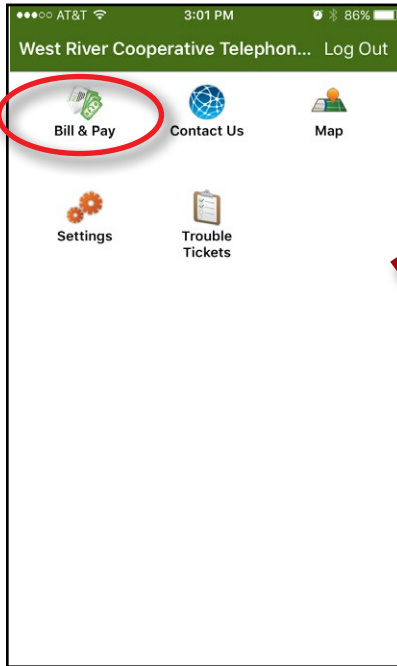 AT&T 3:01 PM 86%
West River Cooperative Telephon... Log Out
Bill & Pay Contact Us Map
Settings Trouble
Tickets